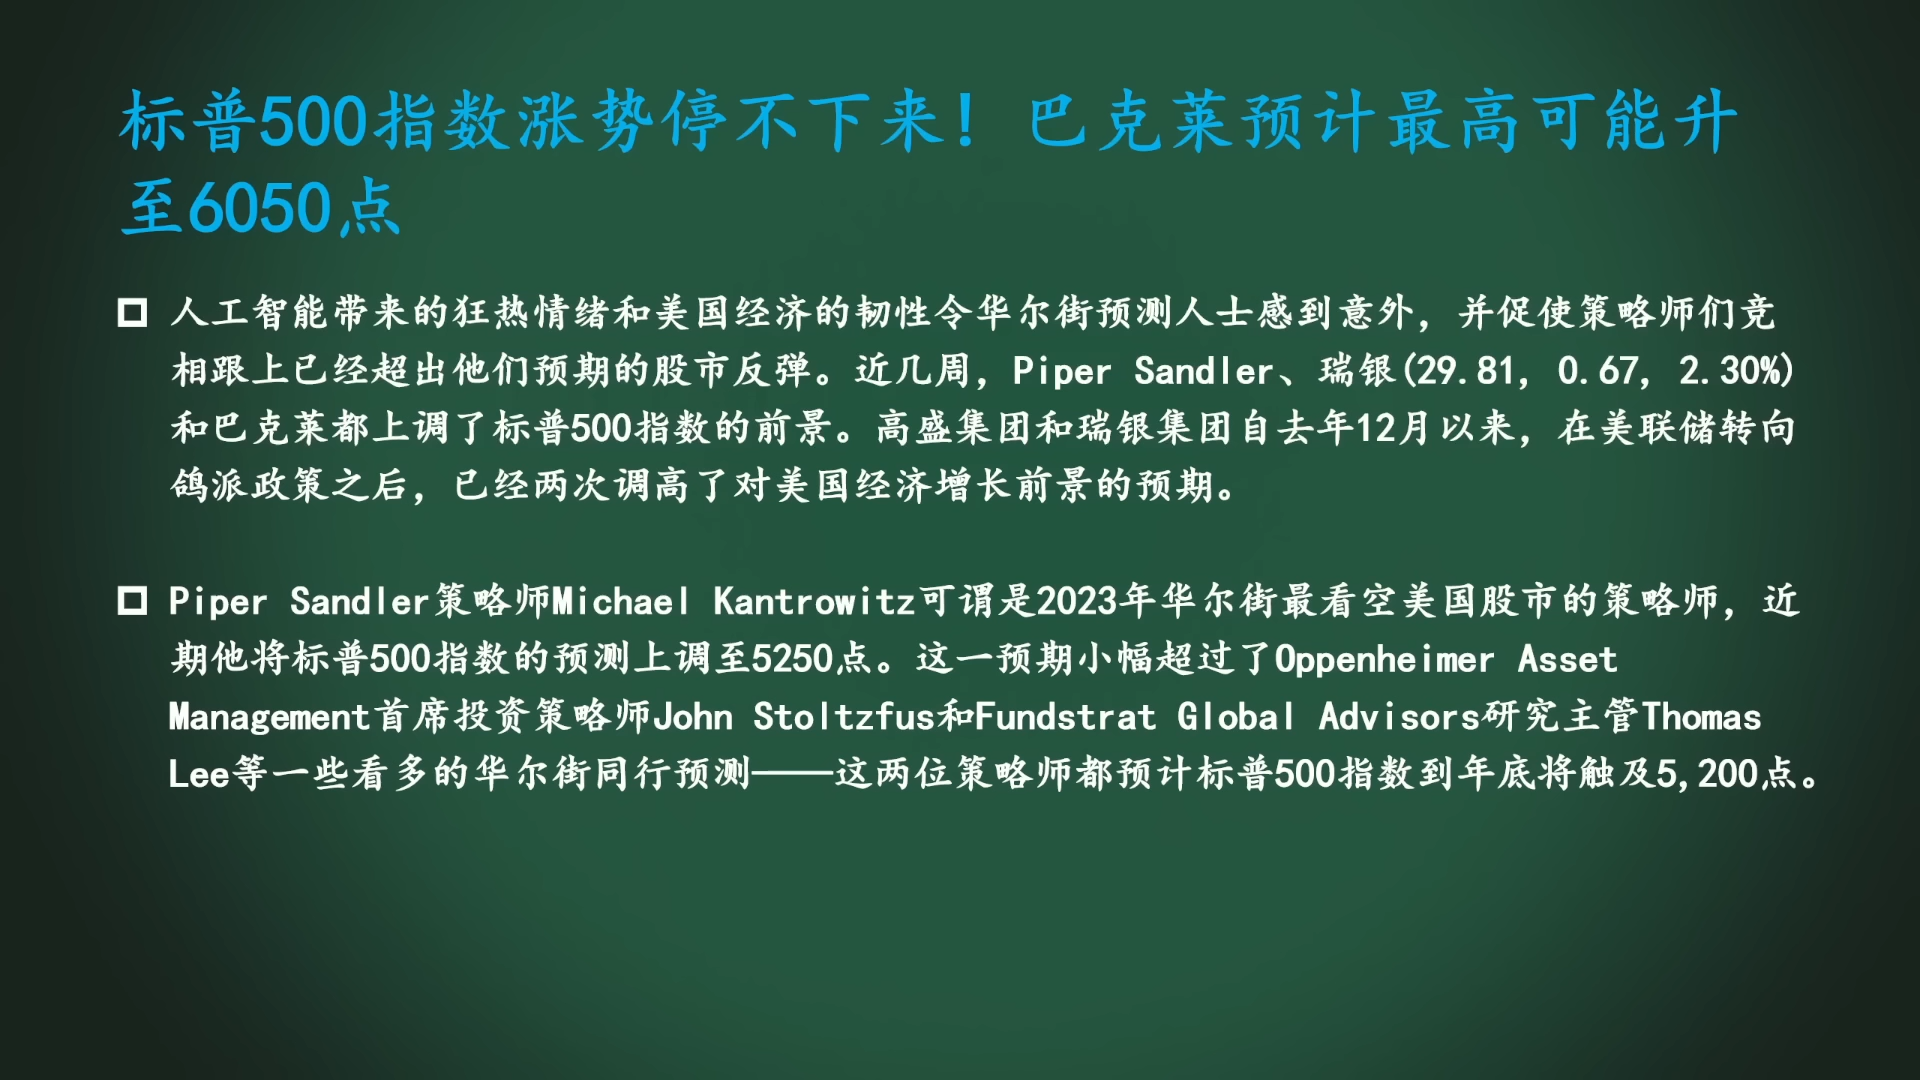 标普500指数涨势停不下来！巴克莱预计最高可能升
至6050点
人工智能带来的狂热情绪和美国经济的韧性令华尔街预测人士感到意外，并促使策略师们竞
相跟上已经超出他们预期的股市反弹。近几周，Piper Sandler、瑞银(29.81, 0.67, 2.30%)
和巴克莱都上调了标普500指数的前景。高盛集团和瑞银集团自去年12月以来，在美联储转向
鸽派政策之后，已经两次调高了对美国经济增长前景的预期。
Piper Sandler策略师Michael Kantrowitz可谓是2023年华尔街最看空美国股市的策略师，近
期他将标普500指数的预测上调至5250点。这一预期小幅超过了Oppenheimer Asset
Management首席投资策略师John Stoltzfus和Fundstrat Global Advisors研究主管Thomas
Lee等一些看多的华尔街同行预测——这两位策略师都预计标普500指数到年底将触及5,200点。